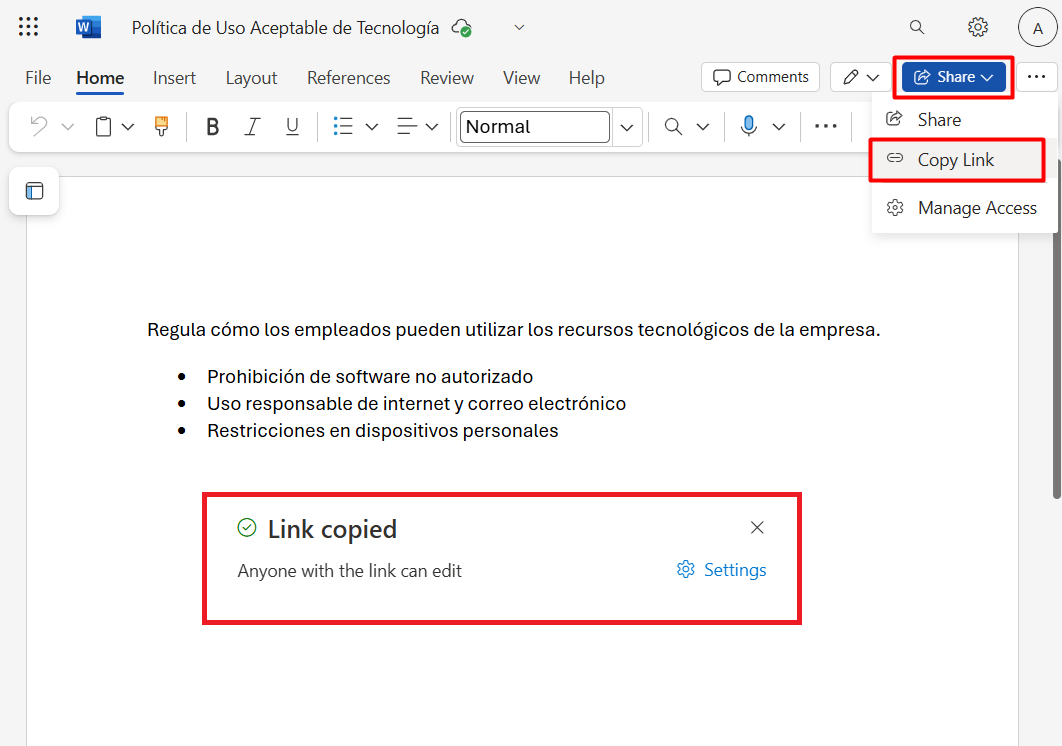 W Política de Uso Aceptable de Tecnología A
File Home Insert Layout References Review View Help Comments Share
B I U Normal
Share
Copy Link
Manage Access
Regula cómo los empleados pueden utilizar los recursos tecnológicos de la empresa.
• Prohibición de software no autorizado
• Uso responsable de internet y correo electrónico
• Restricciones en dispositivos personales
Link copied
Anyone with the link can edit Settings